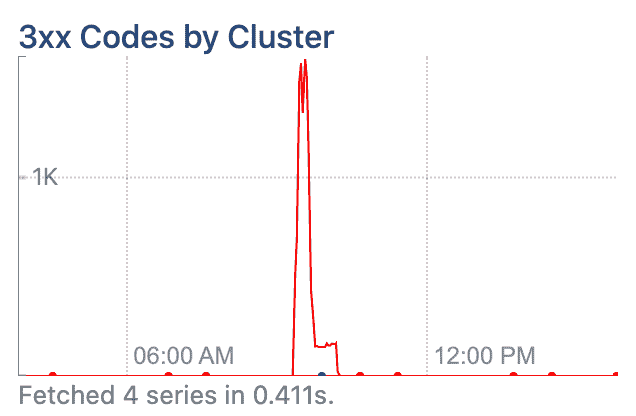 3xx Codes by Cluster
1K
06:00 AM
12:00 PM
Fetched 4 series in 0.411s.